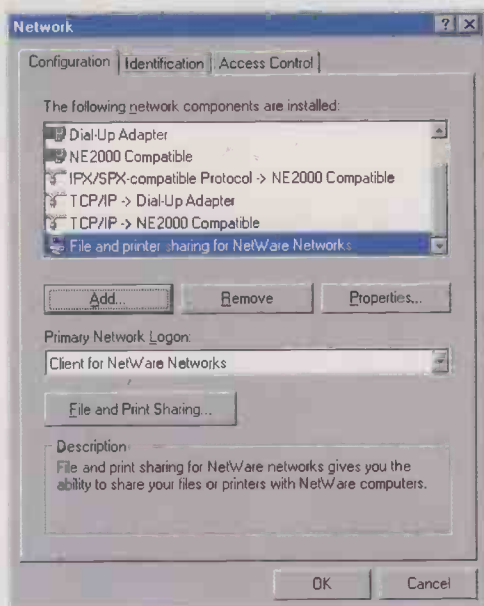 Network
Configuration Identification Access Control
The following network components are installed:
Dial-Up Adapter
NE2000 Compatible
IPX/SPX-compatible Protocol -> NE2000 Compatible
TCP/IP -> Dial-Up Adapter
TCP/IP -> NE2000 Compatible
File and printer sharing for NetWare Networks
Add... Remove Properties...
Primary Network Logon:
Client for NetWare Networks
File and Print Sharing...
Description
File and print sharing for NetWare networks gives you the
ability to share your files or printers with NetWare computers.
OK Cancel